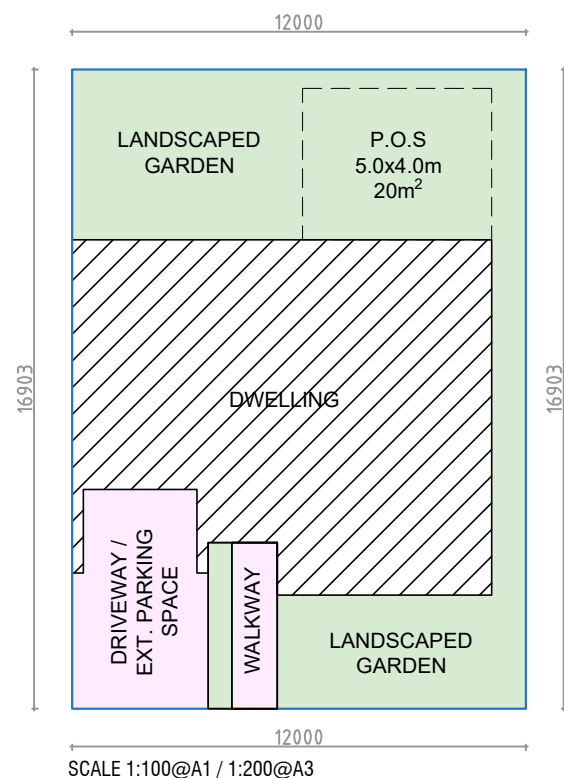 12000
LANDSCAPED
GARDEN
P.O.S
5.0x4.0m
20m²
16903
16903
DWELLING
DRIVEWAY /
EXT. PARKING
SPACE
WALKWAY
LANDSCAPED
GARDEN
12000
SCALE 1:100@A1 / 1:200@A3